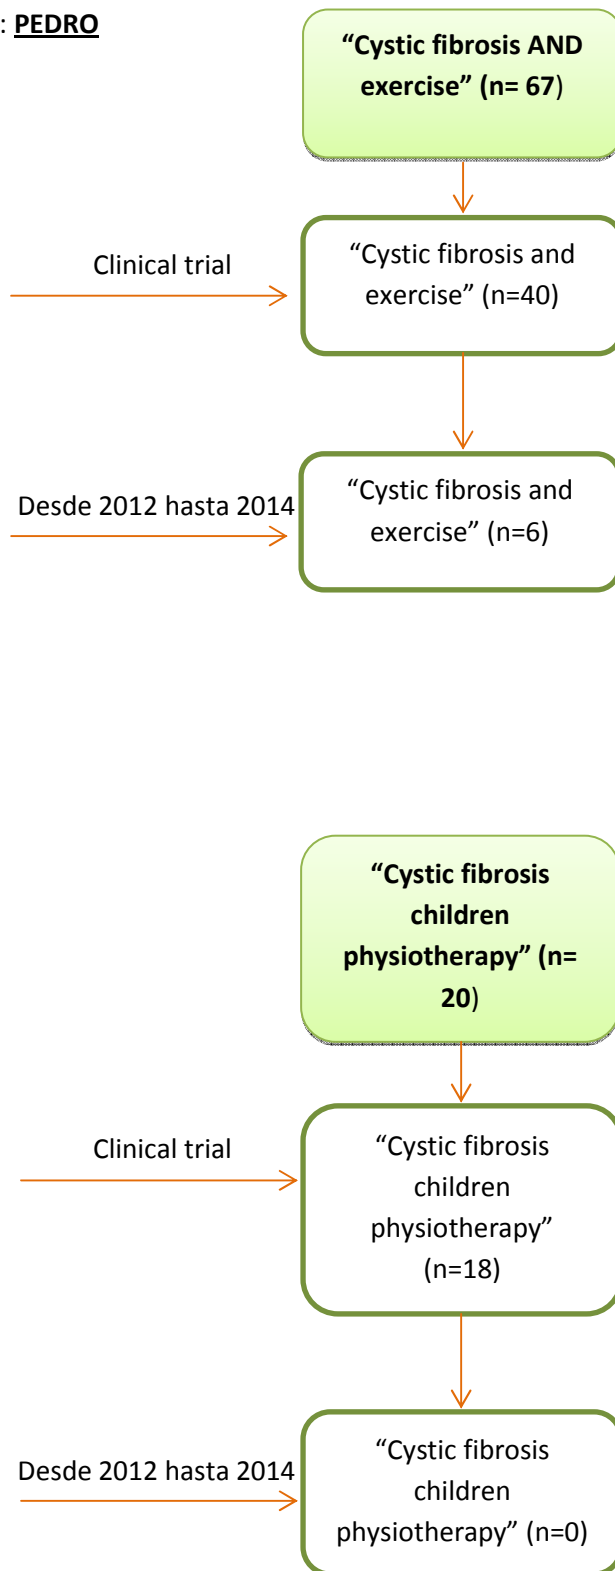 : PEDRO
“Cystic fibrosis AND
exercise” (n= 67)
Clinical trial
“Cystic fibrosis and
exercise” (n=40)
Desde 2012 hasta 2014
“Cystic fibrosis and
exercise” (n=6)
“Cystic fibrosis
children
physiotherapy” (n=
20)
Clinical trial
“Cystic fibrosis
children
physiotherapy”
(n=18)
Desde 2012 hasta 2014
“Cystic fibrosis
children
physiotherapy” (n=0)